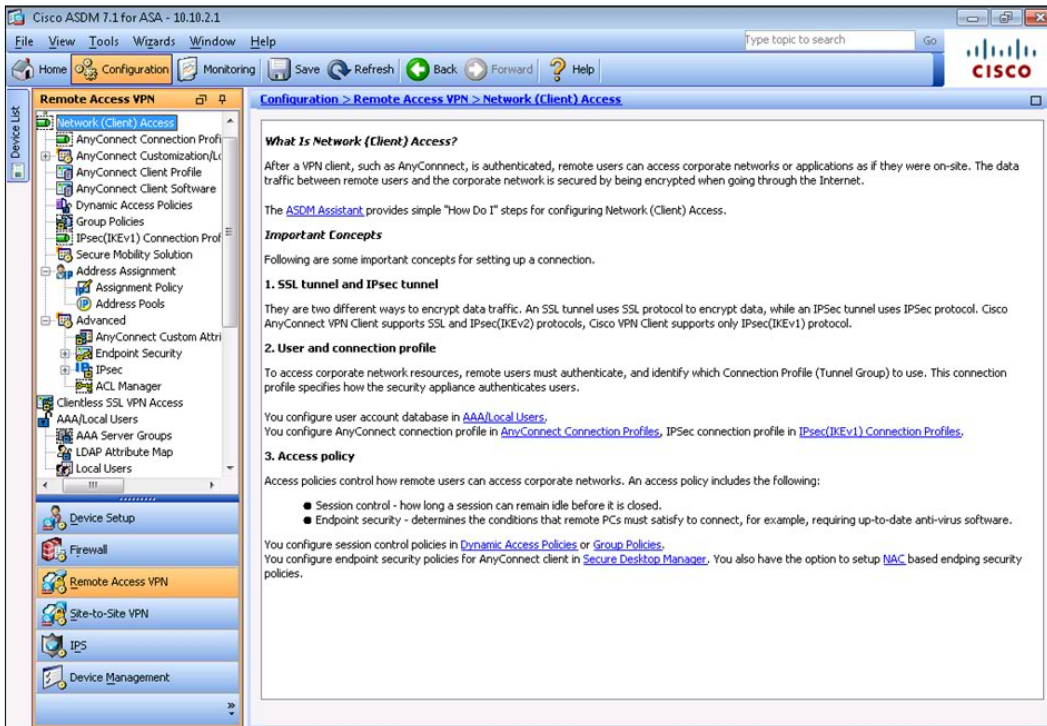 Cisco ASDM 7.1 for ASA - 10.10.2.1
File View Tools Wizards Window Help
Type topic to search Go
Home Configuration Monitoring Save Refresh Back Forward Help
CISCO
Device List
Remote Access VPN
Network (Client) Access
AnyConnect Connection Profi
AnyConnect Customization/Lo
AnyConnect Client Profile
AnyConnect Client Software
Dynamic Access Policies
Group Policies
IPsec(IKEv1) Connection Prof
Secure Mobility Solution
Address Assignment
Assignment Policy
Address Pools
Advanced
AnyConnect Custom Attri
Endpoint Security
IPsec
ACL Manager
Clientless SSL VPN Access
AAA/Local Users
AAA Server Groups
LDAP Attribute Map
Local Users
Device Setup
Firewall
Remote Access VPN
Site-to-Site VPN
IPS
Device Management
Configuration > Remote Access VPN > Network (Client) Access
What Is Network (Client) Access?
After a VPN client, such as AnyConnnect, is authenticated, remote users can access corporate networks or applications as if they were on-site. The data
traffic between remote users and the corporate network is secured by being encrypted when going through the Internet.
The ASDM Assistant provides simple "How Do I" steps for configuring Network (Client) Access.
Important Concepts
Following are some important concepts for setting up a connection.
1. SSL tunnel and IPsec tunnel
They are two different ways to encrypt data traffic. An SSL tunnel uses SSL protocol to encrypt data, while an IPSec tunnel uses IPSec protocol. Cisco
AnyConnect VPN Client supports SSL and IPsec(IKEv2) protocols, Cisco VPN Client supports only IPsec(IKEv1) protocol.
2. User and connection profile
To access corporate network resources, remote users must authenticate, and identify which Connection Profile (Tunnel Group) to use. This connection
profile specifies how the security appliance authenticates users.
You configure user account database in AAA/Local Users.
You configure AnyConnect connection profile in AnyConnect Connection Profiles, IPSec connection profile in IPsec(IKEv1) Connection Profiles.
3. Access policy
Access policies control how remote users can access corporate networks. An access policy includes the following:
● Session control - how long a session can remain idle before it is closed.
● Endpoint security - determines the conditions that remote PCs must satisfy to connect, for example, requiring up-to-date anti-virus software.
You configure session control policies in Dynamic Access Policies or Group Policies.
You configure endpoint security policies for AnyConnect client in Secure Desktop Manager. You also have the option to setup NAC based endping security
policies.